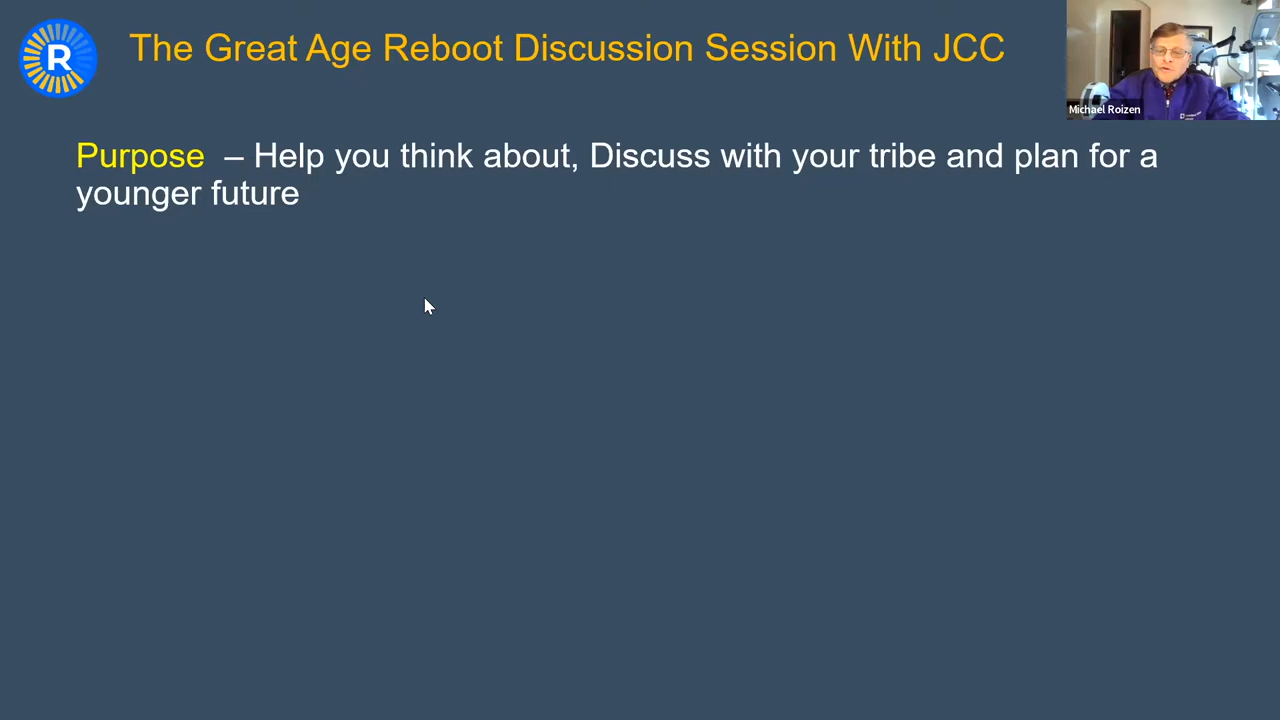 R
The Great Age Reboot Discussion Session With JCC
Michael Roizen
Purpose – Help you think about, Discuss with your tribe and plan for a
younger future